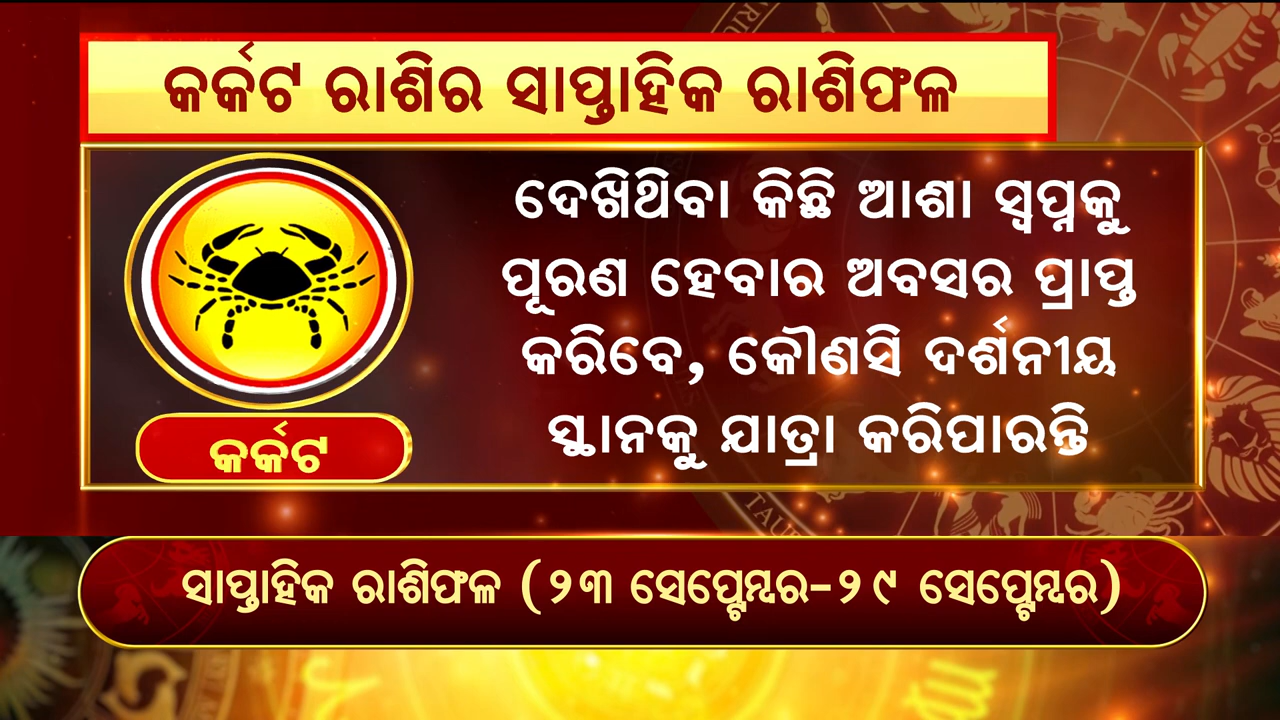 କର୍କଟ ରାଶିର ସାପ୍ତାହିକ ରାଶିଫଳ
ଦେଖିଥିବା କିଛି ଆଶା ସ୍ୱପ୍ନକୁ
ପୂରଣ ହେବାର ଅବସର ପ୍ରାପ୍ତ
କରିବେ, କୌଣସି ଦର୍ଶନୀୟ
ସ୍ଥାନକୁ ଯାତ୍ରା କରିପାରନ୍ତି
କର୍କଟ
ସାପ୍ତାହିକ ରାଶିଫଳ (୨୩ ସେପ୍ଟେମ୍ବର-୨୯ ସେପ୍ଟେମ୍ବର)